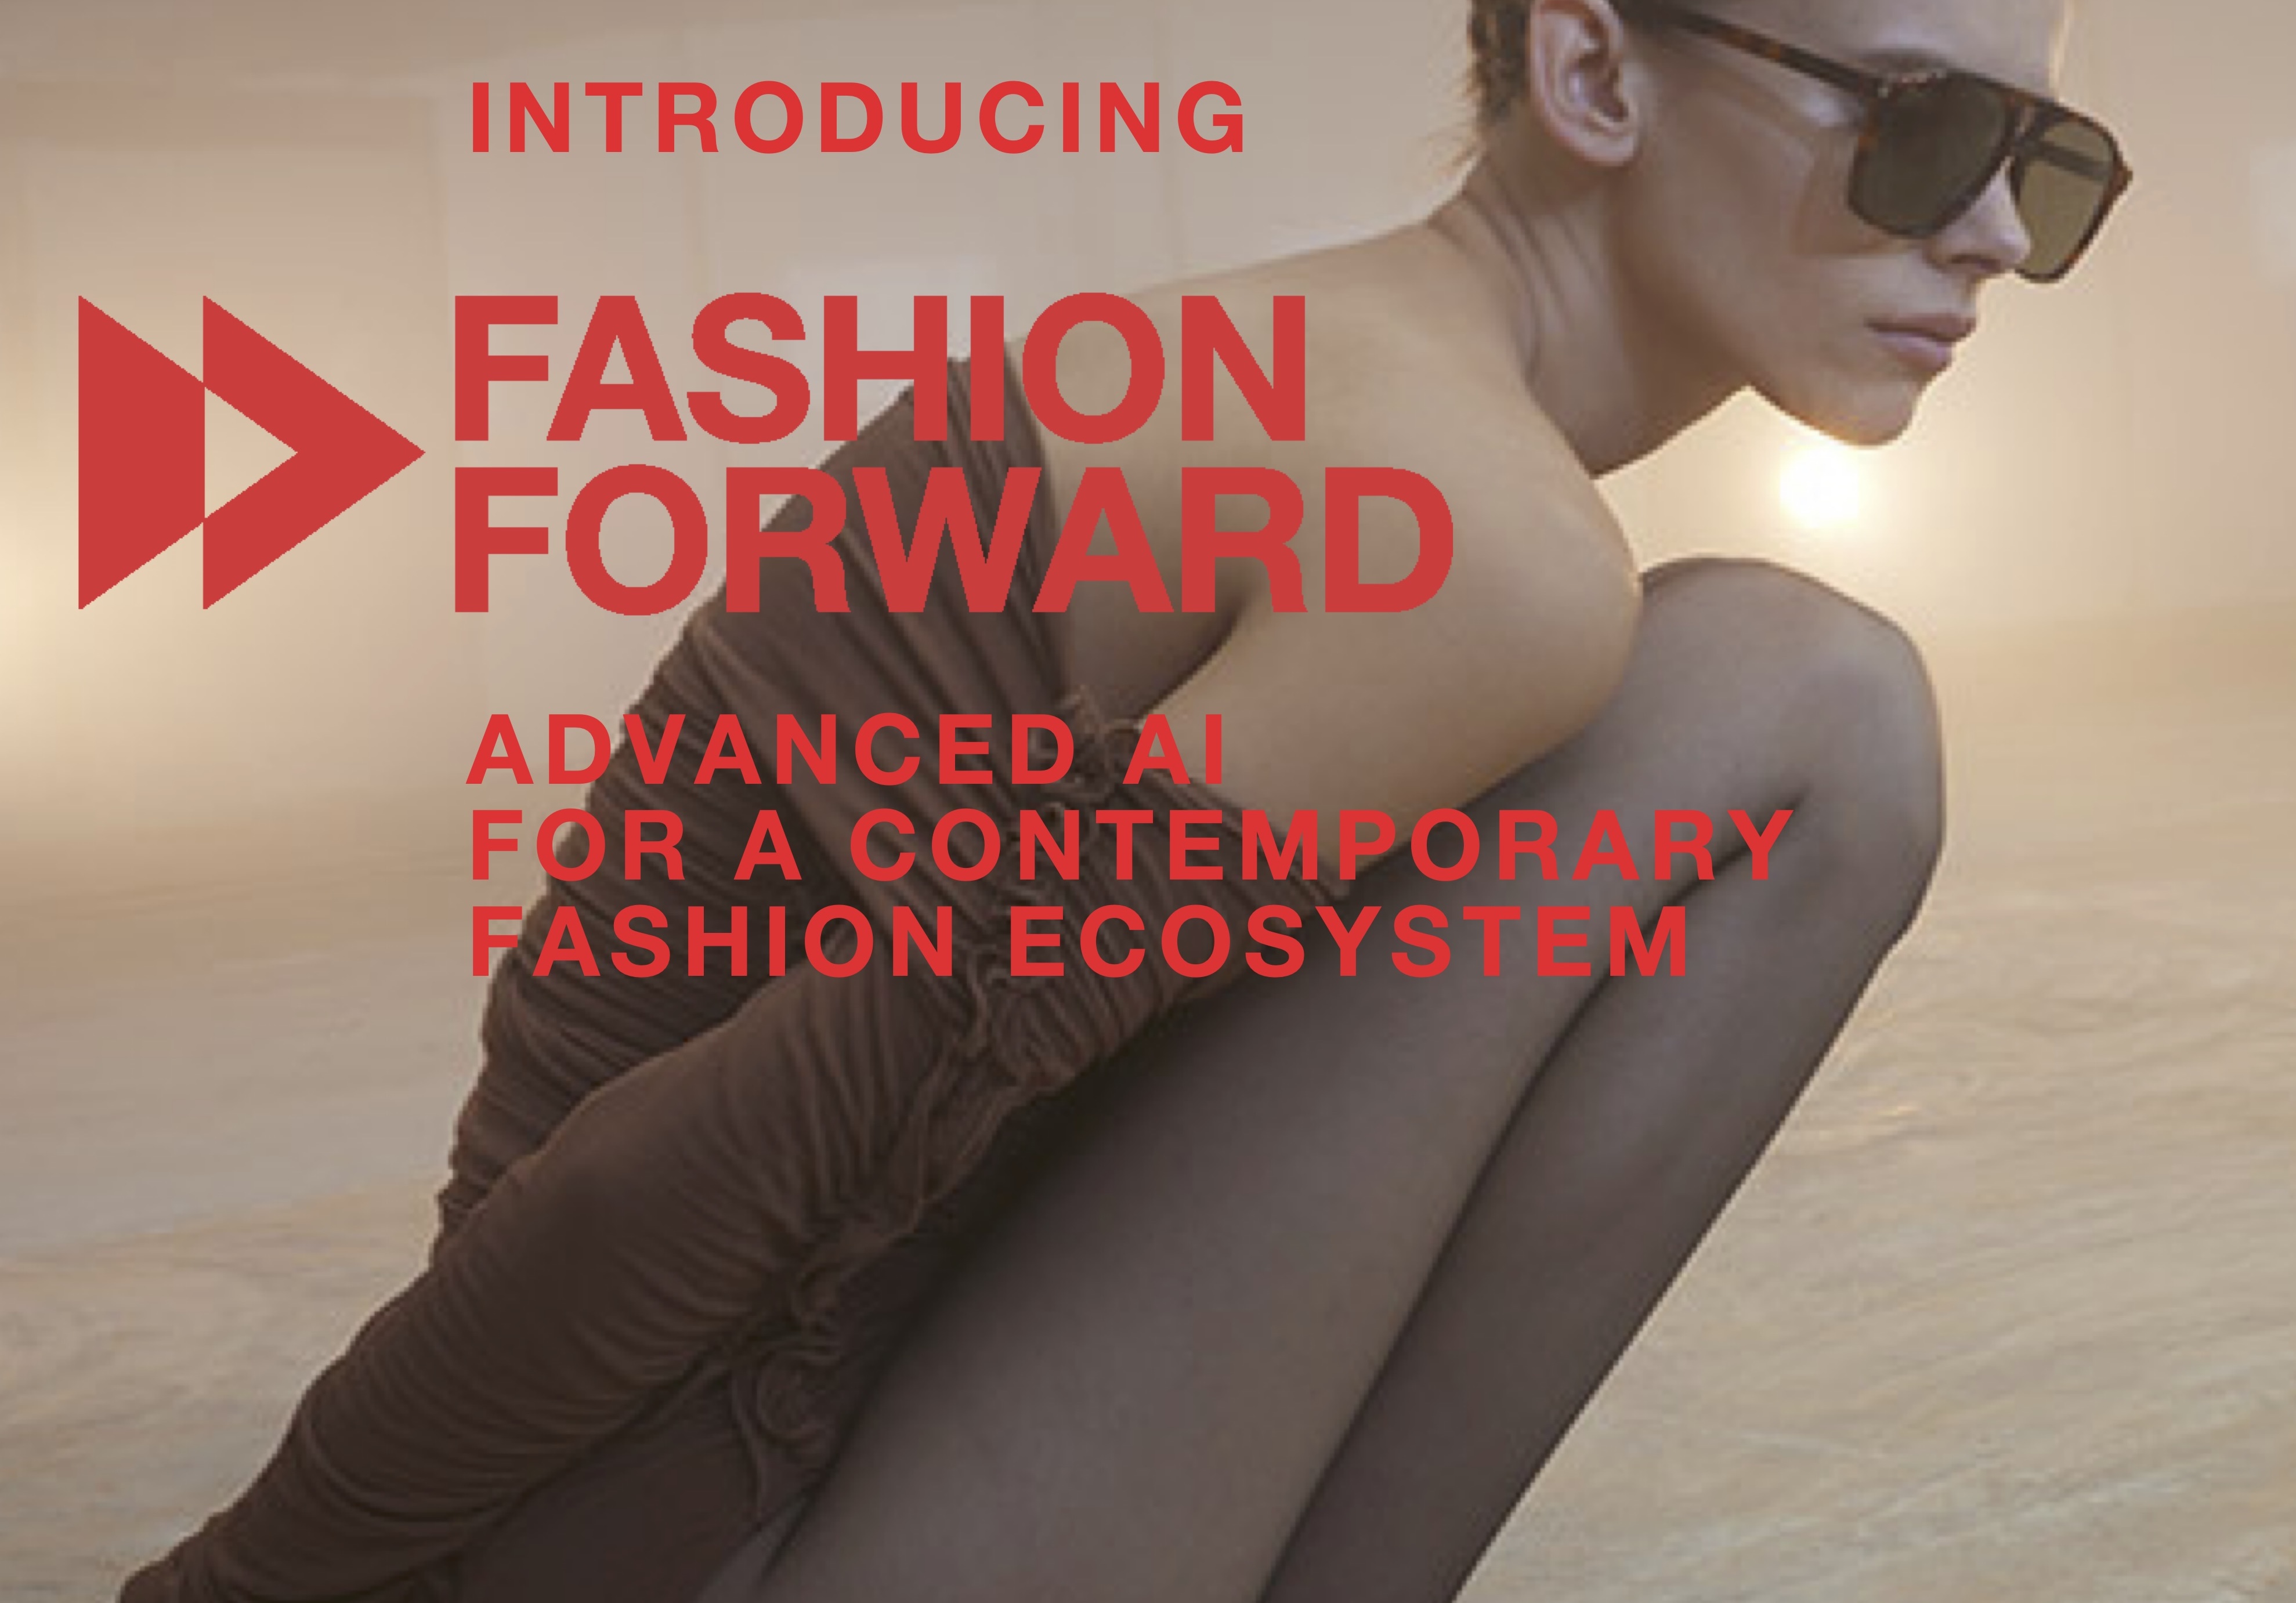 INTRODUCING
FASHION
FORWARD
ADVANCED AI
FOR A CONTEMPORARY
FASHION ECOSYSTEM